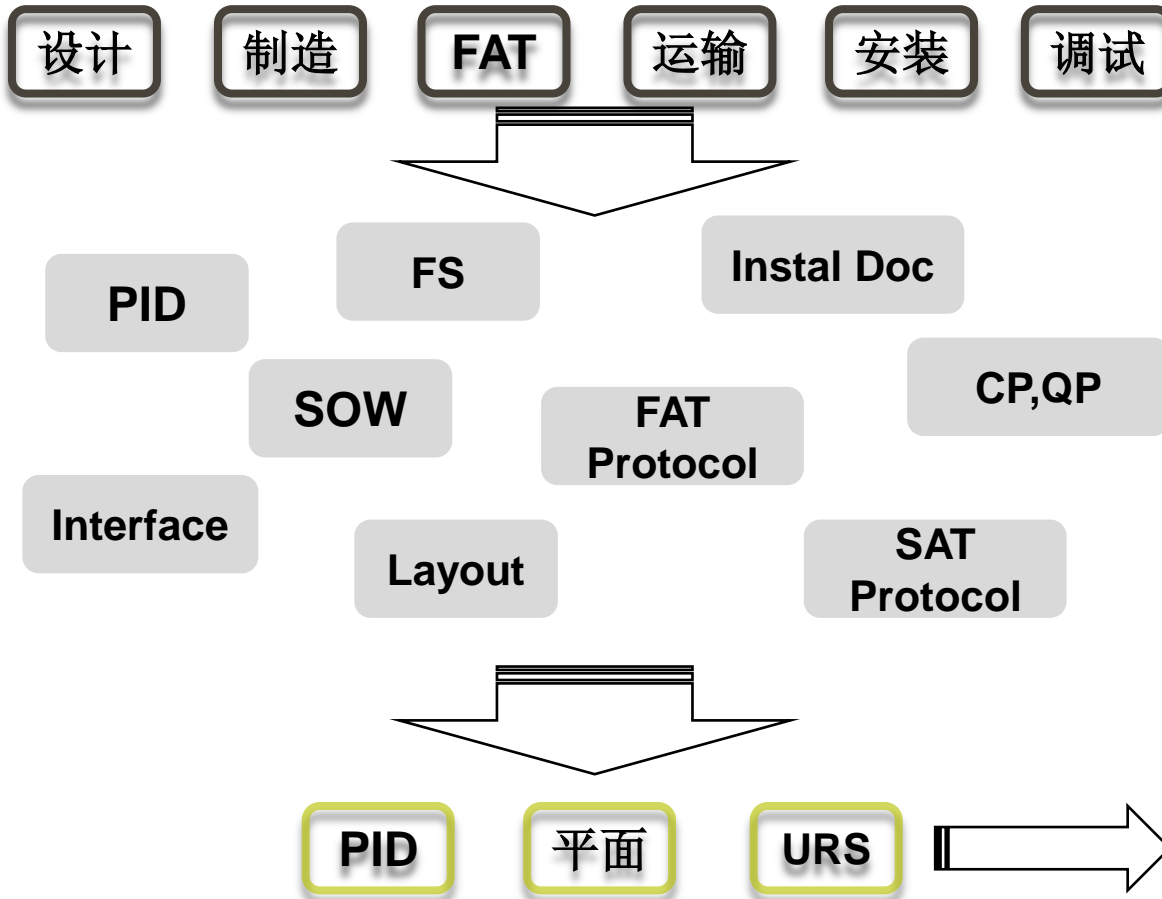 设计
制造
FAT
运输
安装
调试
FS
Instal Doc
PID
CP,QP
SOW
FAT
Protocol
Interface
Layout
SAT
Protocol
PID
平面
URS